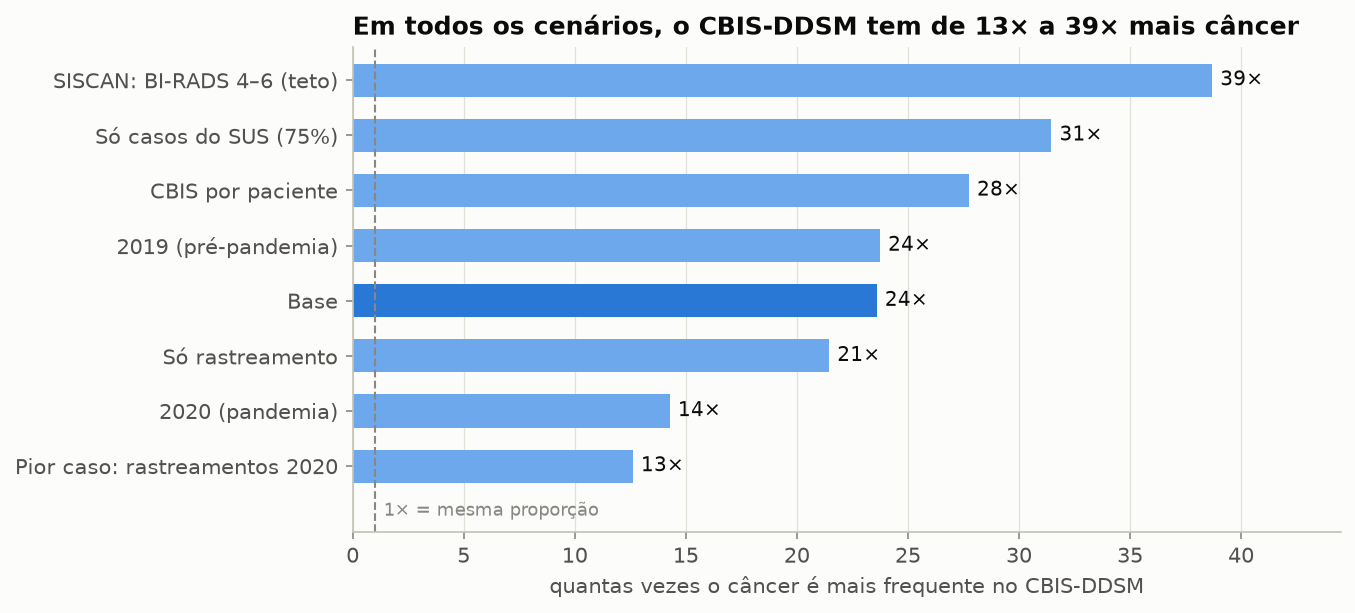 Em todos os cenários, o CBIS-DDSM tem de 13× a 39× mais câncer
SISCAN: BI-RADS 4–6 (teto)
39×
Só casos do SUS (75%)
31×
CBIS por paciente
28×
2019 (pré-pandemia)
24×
Base
24×
Só rastreamento
21×
2020 (pandemia)
14×
Pior caso: rastreamentos 2020
13×
1× = mesma proporção
0 5 10 15 20 25 30 35 40
quantas vezes o câncer é mais frequente no CBIS-DDSM